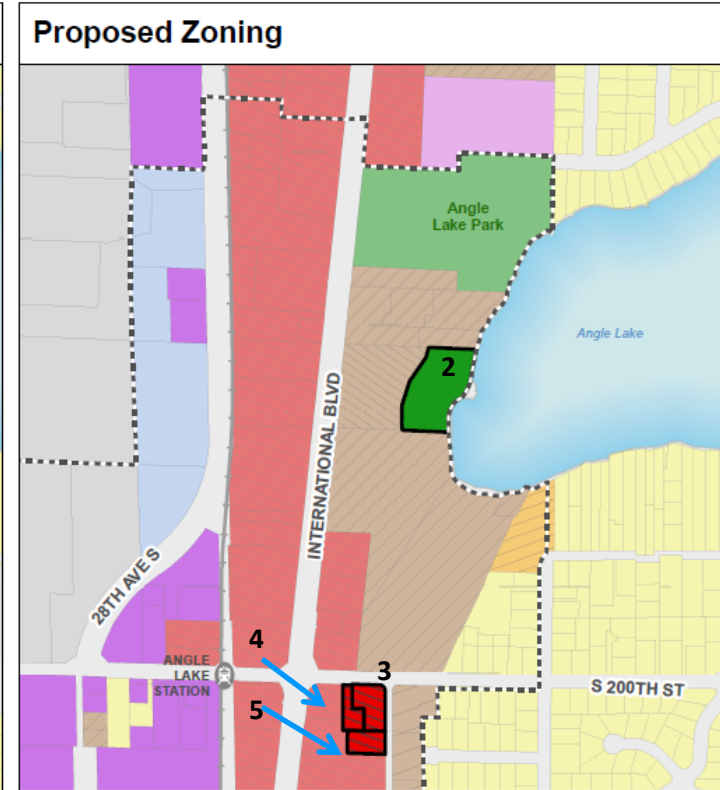 Proposed Zoning
Angle
Lake Park
Angle Lake
2
INTERNATIONAL BLVD
28TH AVE S
4
ANGLE
LAKE
STATION
3
5
S 200TH ST